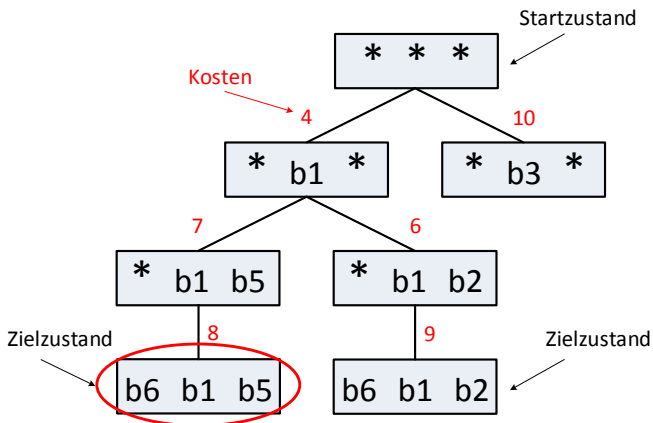 Startzustand
* * *
Kosten
4
10
* b1 *
* b3 *
7
6
* b1 b5
* b1 b2
Zielzustand
8
9
Zielzustand
b6 b1 b5
b6 b1 b2